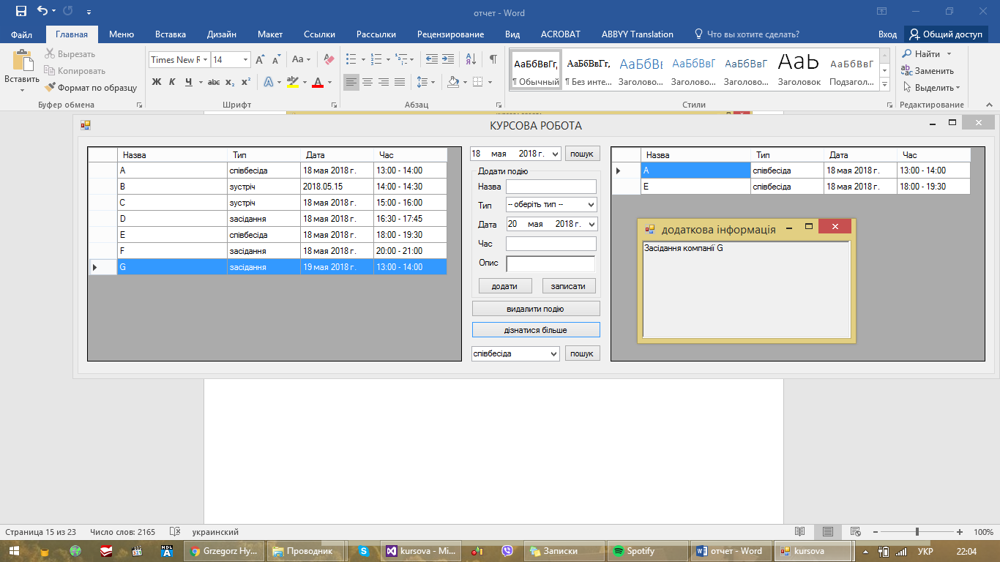 отчет - Word
Файл Главная Меню Вставка Дизайн Макет Ссылки Рассылки Рецензирование Вид ACROBAT ABBYY Translation Что вы хотите сделать? Вход Общий доступ
Вставить
Вырезать
Копировать
Формат по образцу
Буфер обмена
Times New R 14
Ж К Ч abc x₂ x²
Шрифт
Абзац
АаБбВвГг, АаБбВвГг, АаБбВв АаБбВвГ АаБбВвГ АаБ АаБбВвГ
¶ Обычный ¶ Без инте... Заголово... Заголово... Заголово... Заголовок Подзагол...
Стили
Найти
Заменить
Выделить
Редактирование
КУРСОВА РОБОТА
Назва Тип Дата Час
A співбесіда 18 мая 2018 г. 13:00 - 14:00
B зустріч 2018.05.15 14:00 - 14:30
C зустріч 18 мая 2018 г. 15:00 - 16:00
D засідання 18 мая 2018 г. 16:30 - 17:45
E співбесіда 18 мая 2018 г. 18:00 - 19:30
F засідання 18 мая 2018 г. 20:00 - 21:00
G засідання 19 мая 2018 г. 13:00 - 14:00
18 мая 2018 г. пошук
Додати подію
Назва
Тип -- оберіть тип --
Дата 20 мая 2018 г.
Час
Опис
додати записати
видалити подію
дізнатися більше
співбесіда пошук
Назва Тип Дата Час
A співбесіда 18 мая 2018 г. 13:00 - 14:00
E співбесіда 18 мая 2018 г. 18:00 - 19:30
додаткова інформація
Засідання компанії G
Страница 15 из 23 Число слов: 2165 украинский 100%
Grzegorz Hy... Проводник kursova - Mi... Записки Spotify отчет - Word kursova УКР 22:04